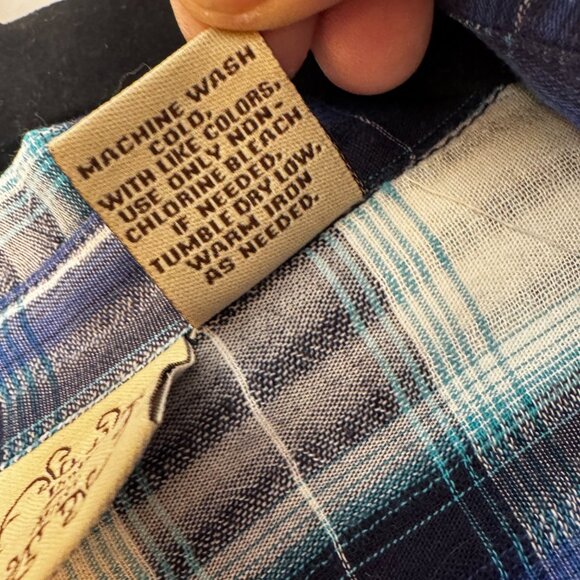 MACHINE WASH
COLD,
WITH LIKE COLORS,
USE ONLY NON-
CHLORINE BLEACH
IF NEEDED,
TUMBLE DRY LOW,
WARM IRON
AS NEEDED.